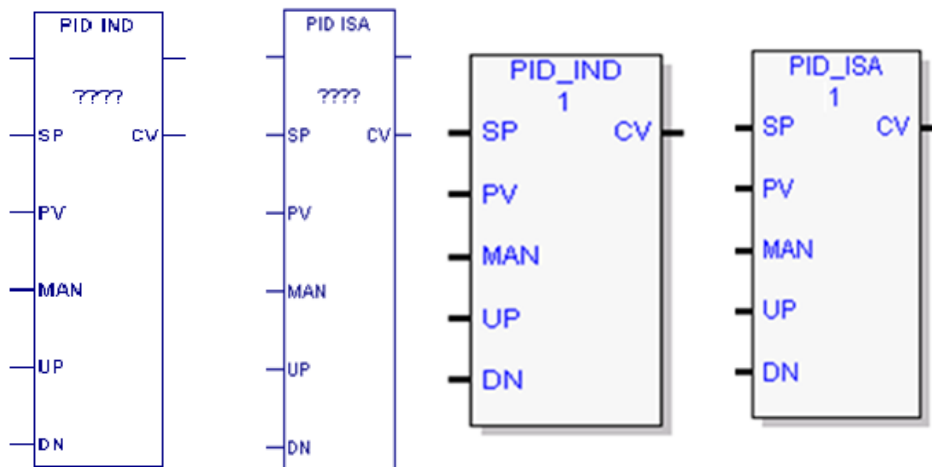 PID IND
????
SP CV
PV
MAN
UP
DN
PID ISA
????
SP CV
PV
MAN
UP
DN
PID_IND
1
SP CV
PV
MAN
UP
DN
PID_ISA
1
SP CV
PV
MAN
UP
DN